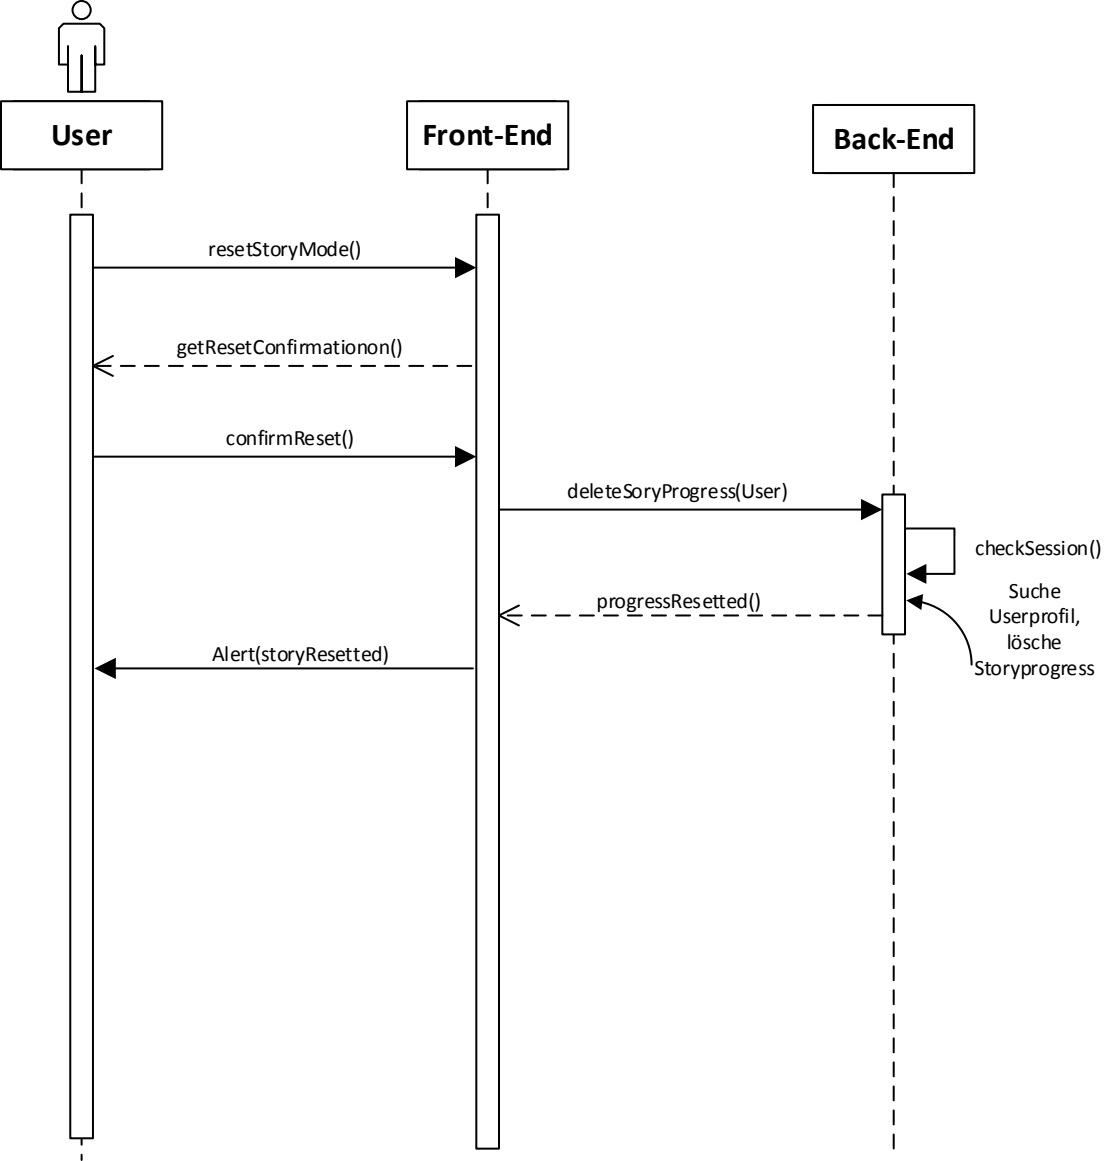 User
Front-End
Back-End
resetStoryMode()
getResetConfirmationon()
confirmReset()
deleteSoryProgress(User)
checkSession()
Suche
Userprofil,
lösche
Storyprogress
progressResetted()
Alert(storyResetted)